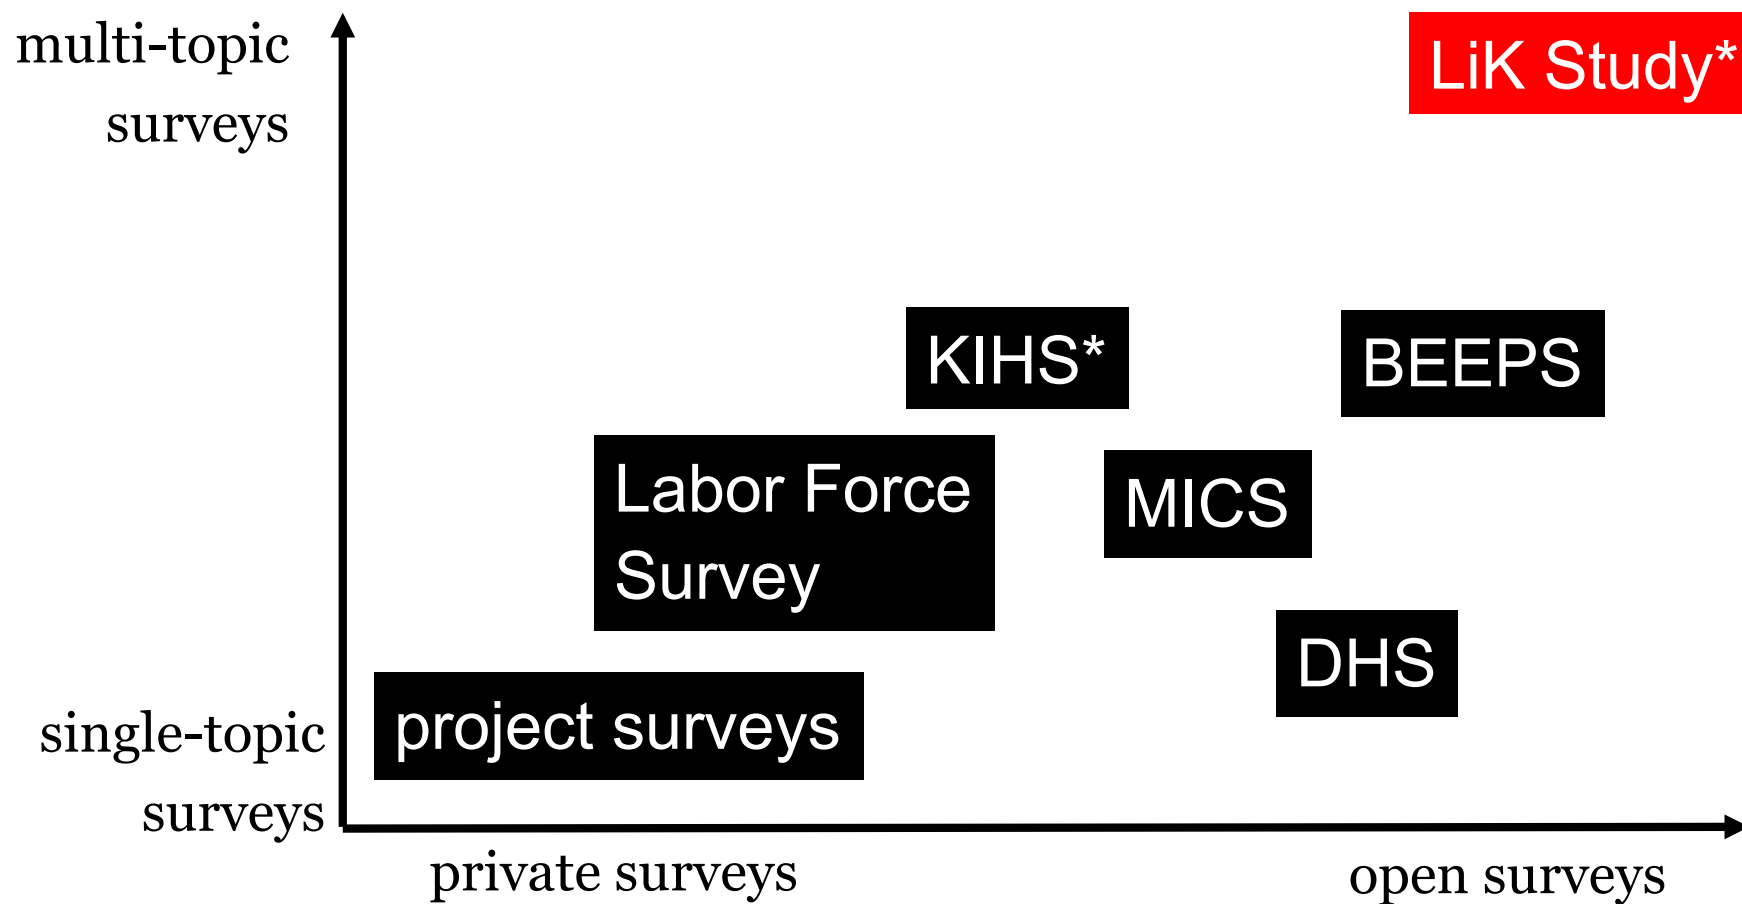 multi-topic
surveys
LiK Study*
KIHS*
BEEPS
Labor Force
Survey
MICS
DHS
project surveys
single-topic
surveys
private surveys
open surveys